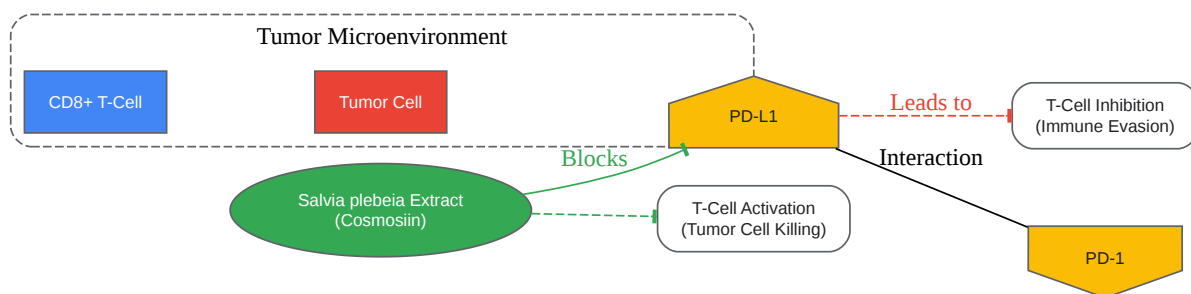 Tumor Microenvironment
CD8+ T-Cell
Tumor Cell
PD-L1
Leads to
T-Cell Inhibition
(Immune Evasion)
Blocks
Interaction
Salvia plebeia Extract
(Cosmosiin)
T-Cell Activation
(Tumor Cell Killing)
PD-1